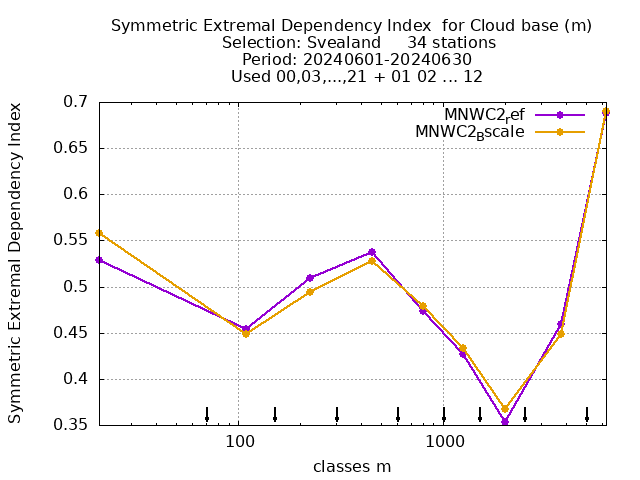 Symmetric Extremal Dependency Index  for Cloud base (m)
Selection: Svealand     34 stations
Period: 20240601-20240630
Used 00,03,...,21 + 01 02 ... 12
Symmetric Extremal Dependency Index
0.7
0.65
0.6
0.55
0.5
0.45
0.4
0.35
MNWC2ref
MNWC2Bscale
100
1000
classes m